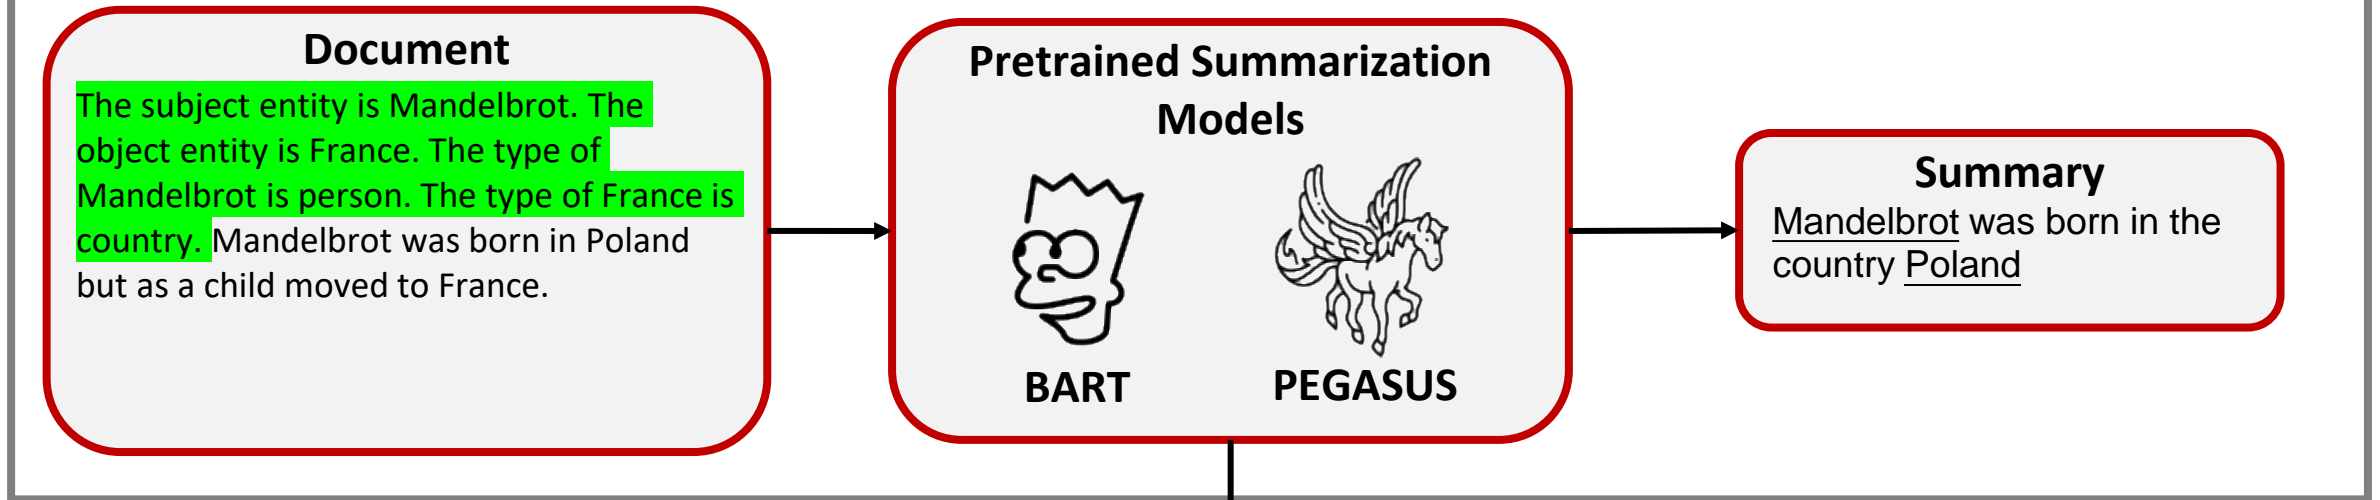 Document
The subject entity is Mandelbrot. The
object entity is France. The type of
Mandelbrot is person. The type of France is
country. Mandelbrot was born in Poland
but as a child moved to France.
Pretrained Summarization
Models
BART
PEGASUS
Summary
Mandelbrot was born in the
country Poland